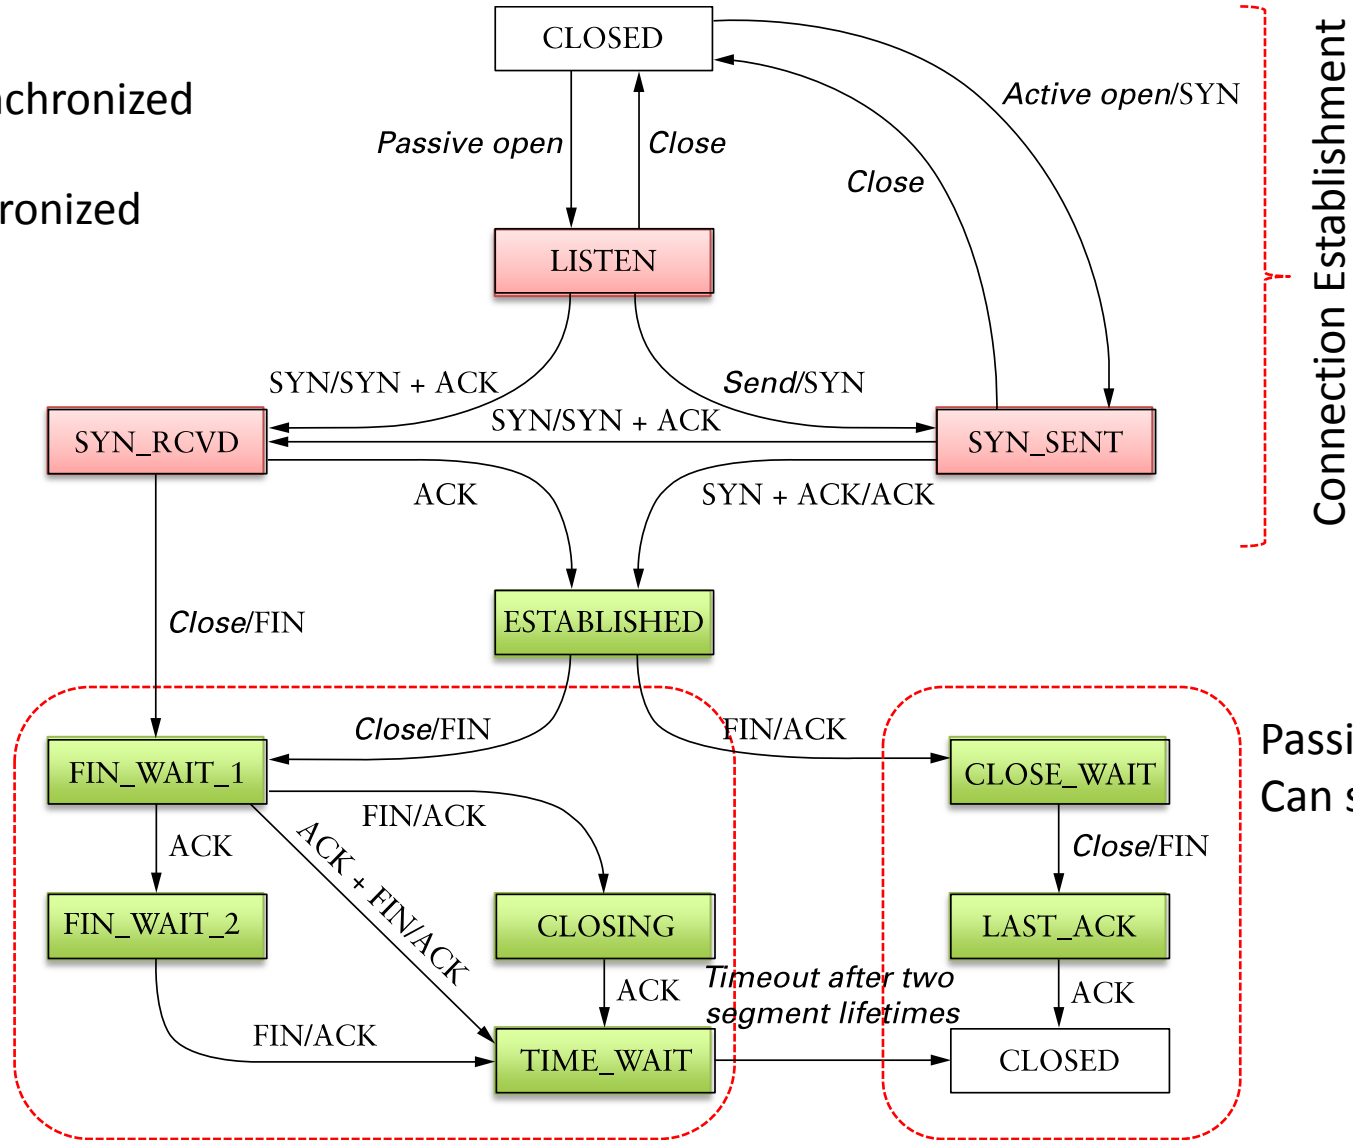 CLOSED
nchronized
Active open/SYN
Passive open
Close
Close
ronized
LISTEN
Connection Establishment
SYN/SYN + ACK
Send/SYN
SYN/SYN + ACK
SYN_RCVD
SYN_SENT
ACK
SYN + ACK/ACK
Close/FIN
ESTABLISHED
Close/FIN
FIN/ACK
Passi
Can s
FIN_WAIT_1
CLOSE_WAIT
FIN/ACK
ACK
ACK + FIN/ACK
Close/FIN
FIN_WAIT_2
CLOSING
LAST_ACK
ACK
Timeout after two
segment lifetimes
ACK
FIN/ACK
TIME_WAIT
CLOSED